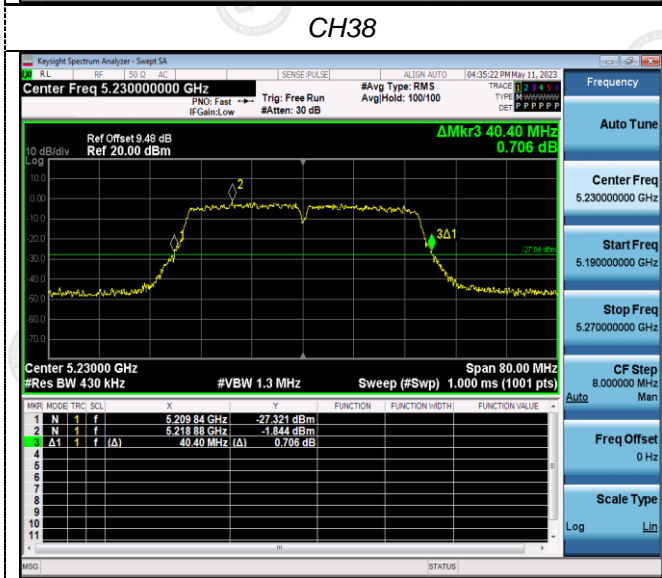 CH38
Keysight Spectrum Analyzer - Swept SA
RL RF 50 Ω AC SENSE:PULSE ALIGN AUTO 04:35:22 PM May 11, 2023
Center Freq 5.230000000 GHz
PNO: Fast
IFGain:Low
Trig: Free Run
#Atten: 30 dB
#Avg Type: RMS
Avg|Hold: 100/100
TRACE 1 2 3 4 5 6
TYPE M W W W W W
DET P P P P P P
Frequency
10 dB/div
Log
Ref Offset 9.48 dB
Ref 20.00 dBm
ΔMkr3 40.40 MHz
0.706 dB
10.0
0.00
-10.0
-20.0
-30.0
-40.0
-50.0
-60.0
-70.0
2
1
3Δ1
-27.84 dBm
Center 5.23000 GHz
#Res BW 430 kHz
#VBW 1.3 MHz
Span 80.00 MHz
Sweep (#Swp) 1.000 ms (1001 pts)
MKR MODE TRC SCL X Y FUNCTION FUNCTION WIDTH FUNCTION VALUE
1 N 1 f 5.209 84 GHz -27.321 dBm
2 N 1 f 5.218 88 GHz -1.844 dBm
3 Δ1 1 f (Δ) 40.40 MHz (Δ) 0.706 dB
4
5
6
7
8
9
10
11
MSG STATUS
Auto Tune
Center Freq
5.230000000 GHz
Start Freq
5.190000000 GHz
Stop Freq
5.270000000 GHz
CF Step
8.000000 MHz
Auto Man
Freq Offset
0 Hz
Scale Type
Log Lin